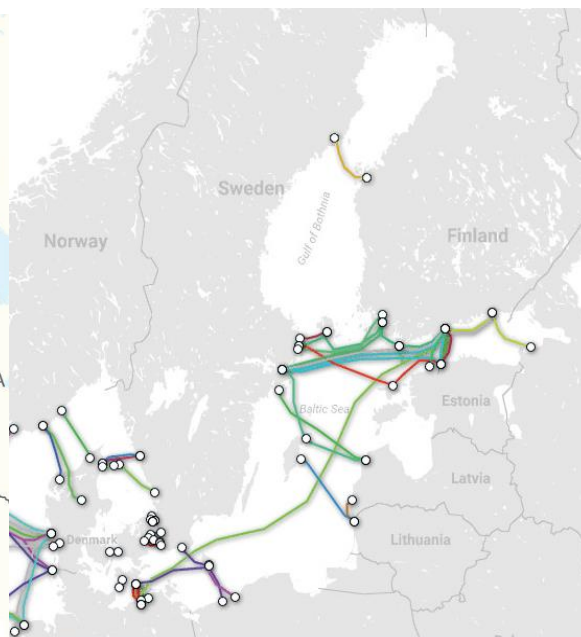 Sweden
Gulf of Bothnia
Norway
Finland
Baltic Sea
Estonia
Latvia
Denmark
Lithuania